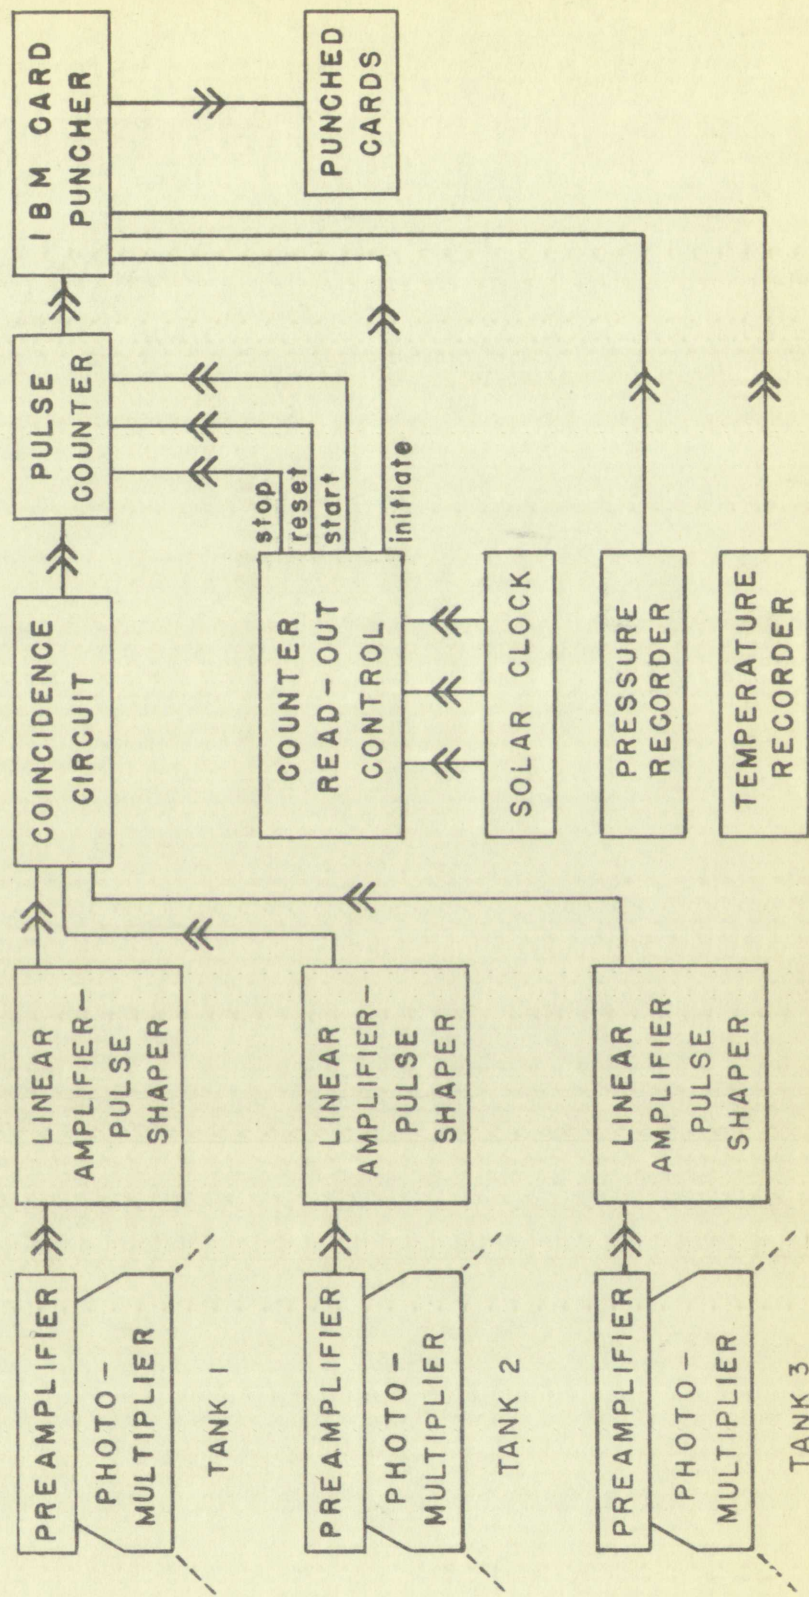 PREAMPLIFIER
PHOTO-
MULTIPLIER
TANK 1
LINEAR
AMPLIFIER-
PULSE
SHAPER
PREAMPLIFIER
PHOTO-
MULTIPLIER
TANK 2
LINEAR
AMPLIFIER-
PULSE
SHAPER
PREAMPLIFIER
PHOTO-
MULTIPLIER
TANK 3
LINEAR
AMPLIFIER
PULSE
SHAPER
COINCIDENCE
CIRCUIT
PULSE
COUNTER
IBM CARD
PUNCHER
PUNCHED
CARDS
COUNTER
READ-OUT
CONTROL
stop
reset
start
initiate
SOLAR CLOCK
PRESSURE
RECORDER
TEMPERATURE
RECORDER